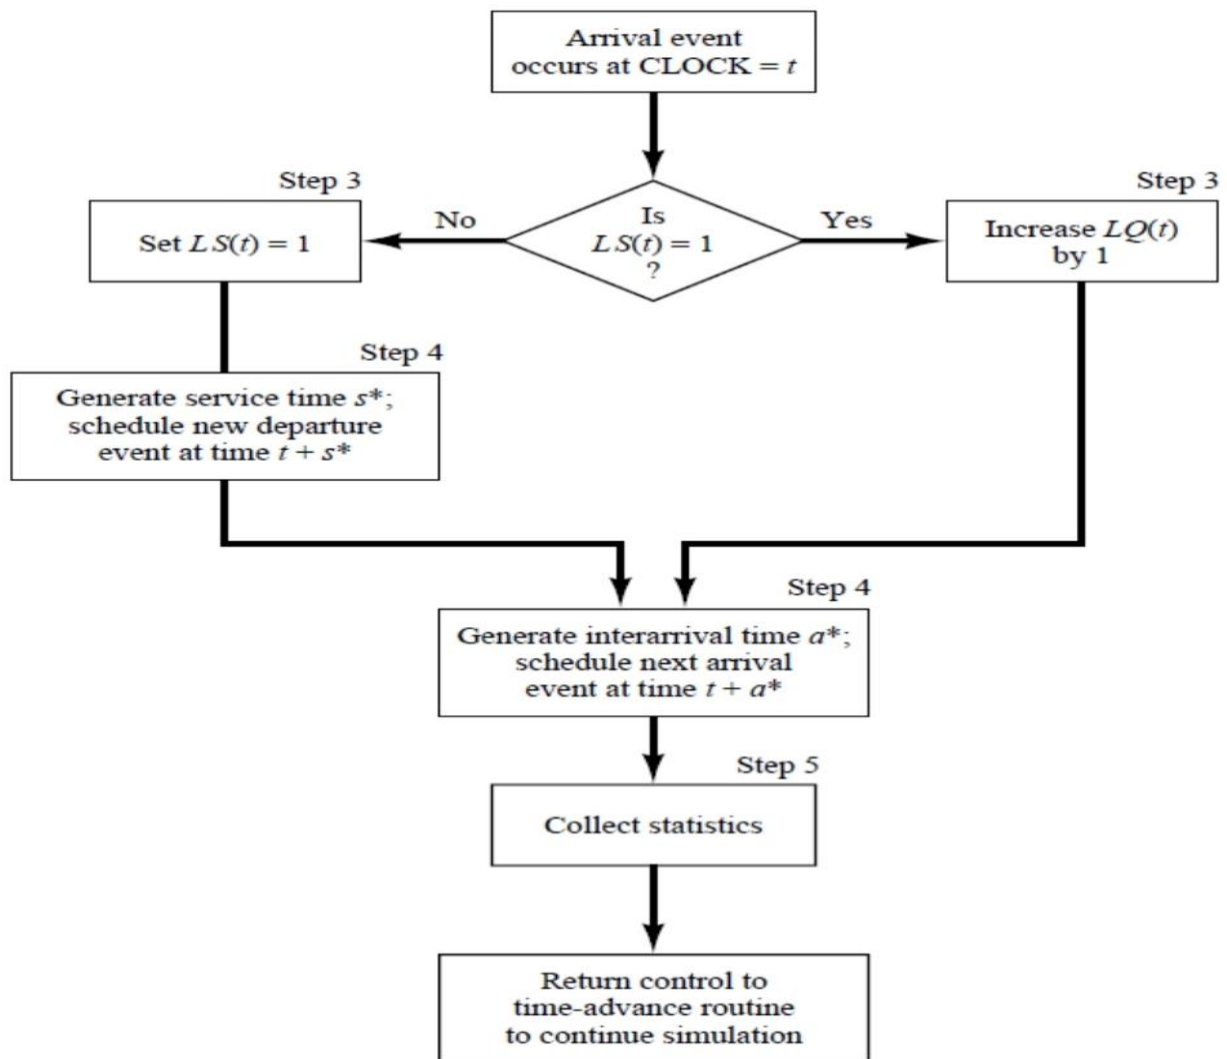 Arrival event
occurs at CLOCK = t
Step 3
Set LS(t) = 1
No
Is
LS(t) = 1
?
Yes
Step 3
Increase LQ(t)
by 1
Step 4
Generate service time s*;
schedule new departure
event at time t + s*
Step 4
Generate interarrival time a*;
schedule next arrival
event at time t + a*
Step 5
Collect statistics
Return control to
time-advance routine
to continue simulation